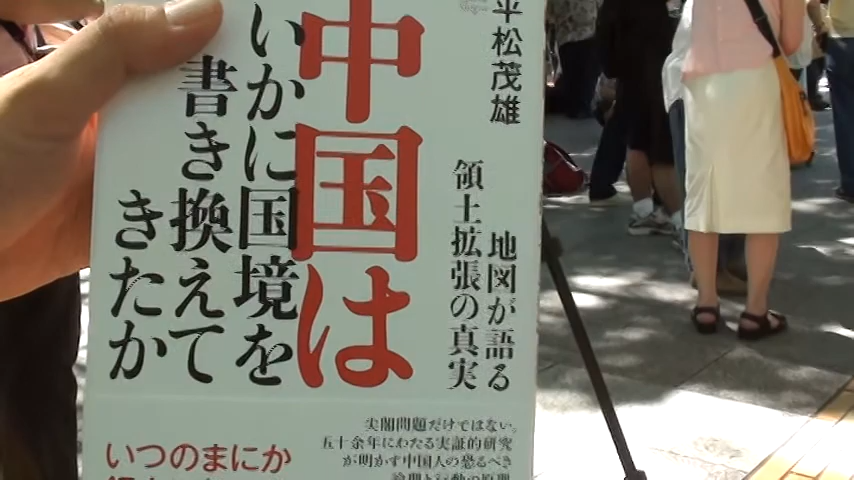 平松茂雄
地図が語る
領土拡張の真実
中国は
いかに国境を
書き換えて
きたか
尖閣問題だけではない。
五十余年にわたる実証的研究
が明かす中国人の恐るべき
いつのまにか